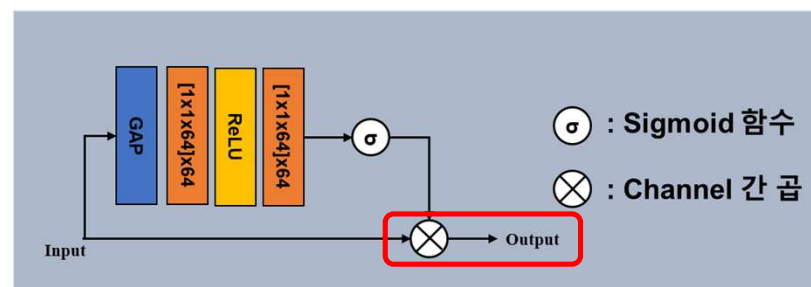 GAP
[1x1x64]x64
ReLU
[1x1x64]x64
σ
σ : Sigmoid 함수
: Channel 간 곱
Input
Output